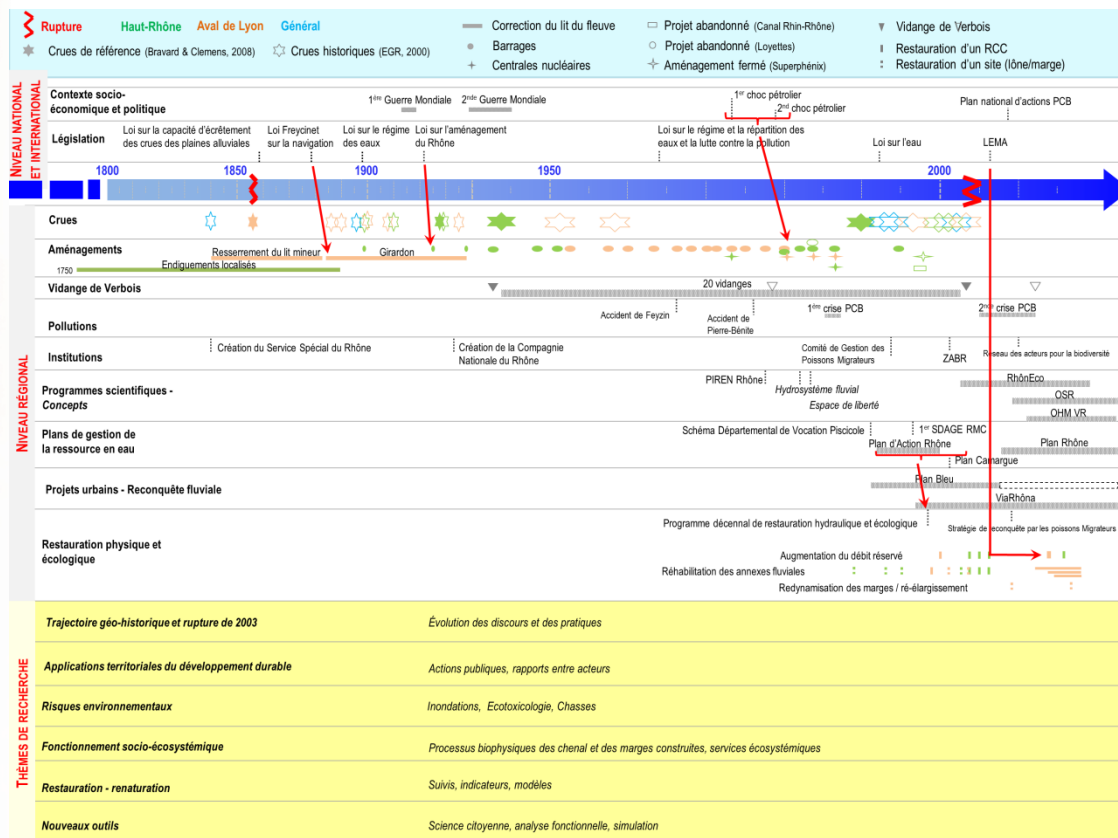 Rupture
Haut-Rhône
Aval de Lyon
Général
Crues de référence (Bravard & Clemens, 2008)
Crues historiques (EGR, 2000)
Correction du lit du fleuve
Barrages
Centrales nucléaires
Projet abandonné (Canal Rhin-Rhône)
Projet abandonné (Loyettes)
Aménagement fermé (Superphénix)
Vidange de Verbois
Restauration d'un RCC
Restauration d'un site (lône/marge)
NIVEAU NATIONAL
ET INTERNATIONAL
Contexte socio-
économique et politique
1ère Guerre Mondiale
2nde Guerre Mondiale
1er choc pétrolier
2nd choc pétrolier
Plan national d'actions PCB
Législation
Loi sur la capacité d'écrêtement
des crues des plaines alluviales
Loi Freycinet
sur la navigation
Loi sur le régime
des eaux
Loi sur l'aménagement
du Rhône
Loi sur le régime et la répartition des
eaux et la lutte contre la pollution
Loi sur l'eau
LEMA
1800
1850
1900
1950
2000
NIVEAU RÉGIONAL
Crues
Aménagements
Resserrement du lit mineur
Girardon
Endiguements localisés
1750
Vidange de Verbois
20 vidanges
Pollutions
Accident de Feyzin
Accident de
Pierre-Bénite
1ère crise PCB
2nde crise PCB
Institutions
Création du Service Spécial du Rhône
Création de la Compagnie
Nationale du Rhône
Comité de Gestion des
Poissons Migrateurs
ZABR
Réseau des acteurs pour la biodiversité
Programmes scientifiques -
Concepts
PIREN Rhône
Hydrosystème fluvial
Espace de liberté
RhônEco
OSR
OHM VR
Plans de gestion de
la ressource en eau
Schéma Départemental de Vocation Piscicole
1er SDAGE RMC
Plan d'Action Rhône
Plan Rhône
Plan Camargue
Projets urbains - Reconquête fluviale
Plan Bleu
ViaRhôna
Restauration physique et
écologique
Programme décennal de restauration hydraulique et écologique
Stratégie de reconquête par les poissons Migrateurs
Augmentation du débit réservé
Réhabilitation des annexes fluviales
Redynamisation des marges / ré-élargissement
THÈMES DE RECHERCHE
Trajectoire géo-historique et rupture de 2003
Évolution des discours et des pratiques
Applications territoriales du développement durable
Actions publiques, rapports entre acteurs
Risques environnementaux
Inondations, Ecotoxicologie, Chasses
Fonctionnement socio-écosystémique
Processus biophysiques des chenal et des marges construites, services écosystémiques
Restauration - renaturation
Suivis, indicateurs, modèles
Nouveaux outils
Science citoyenne, analyse fonctionnelle, simulation